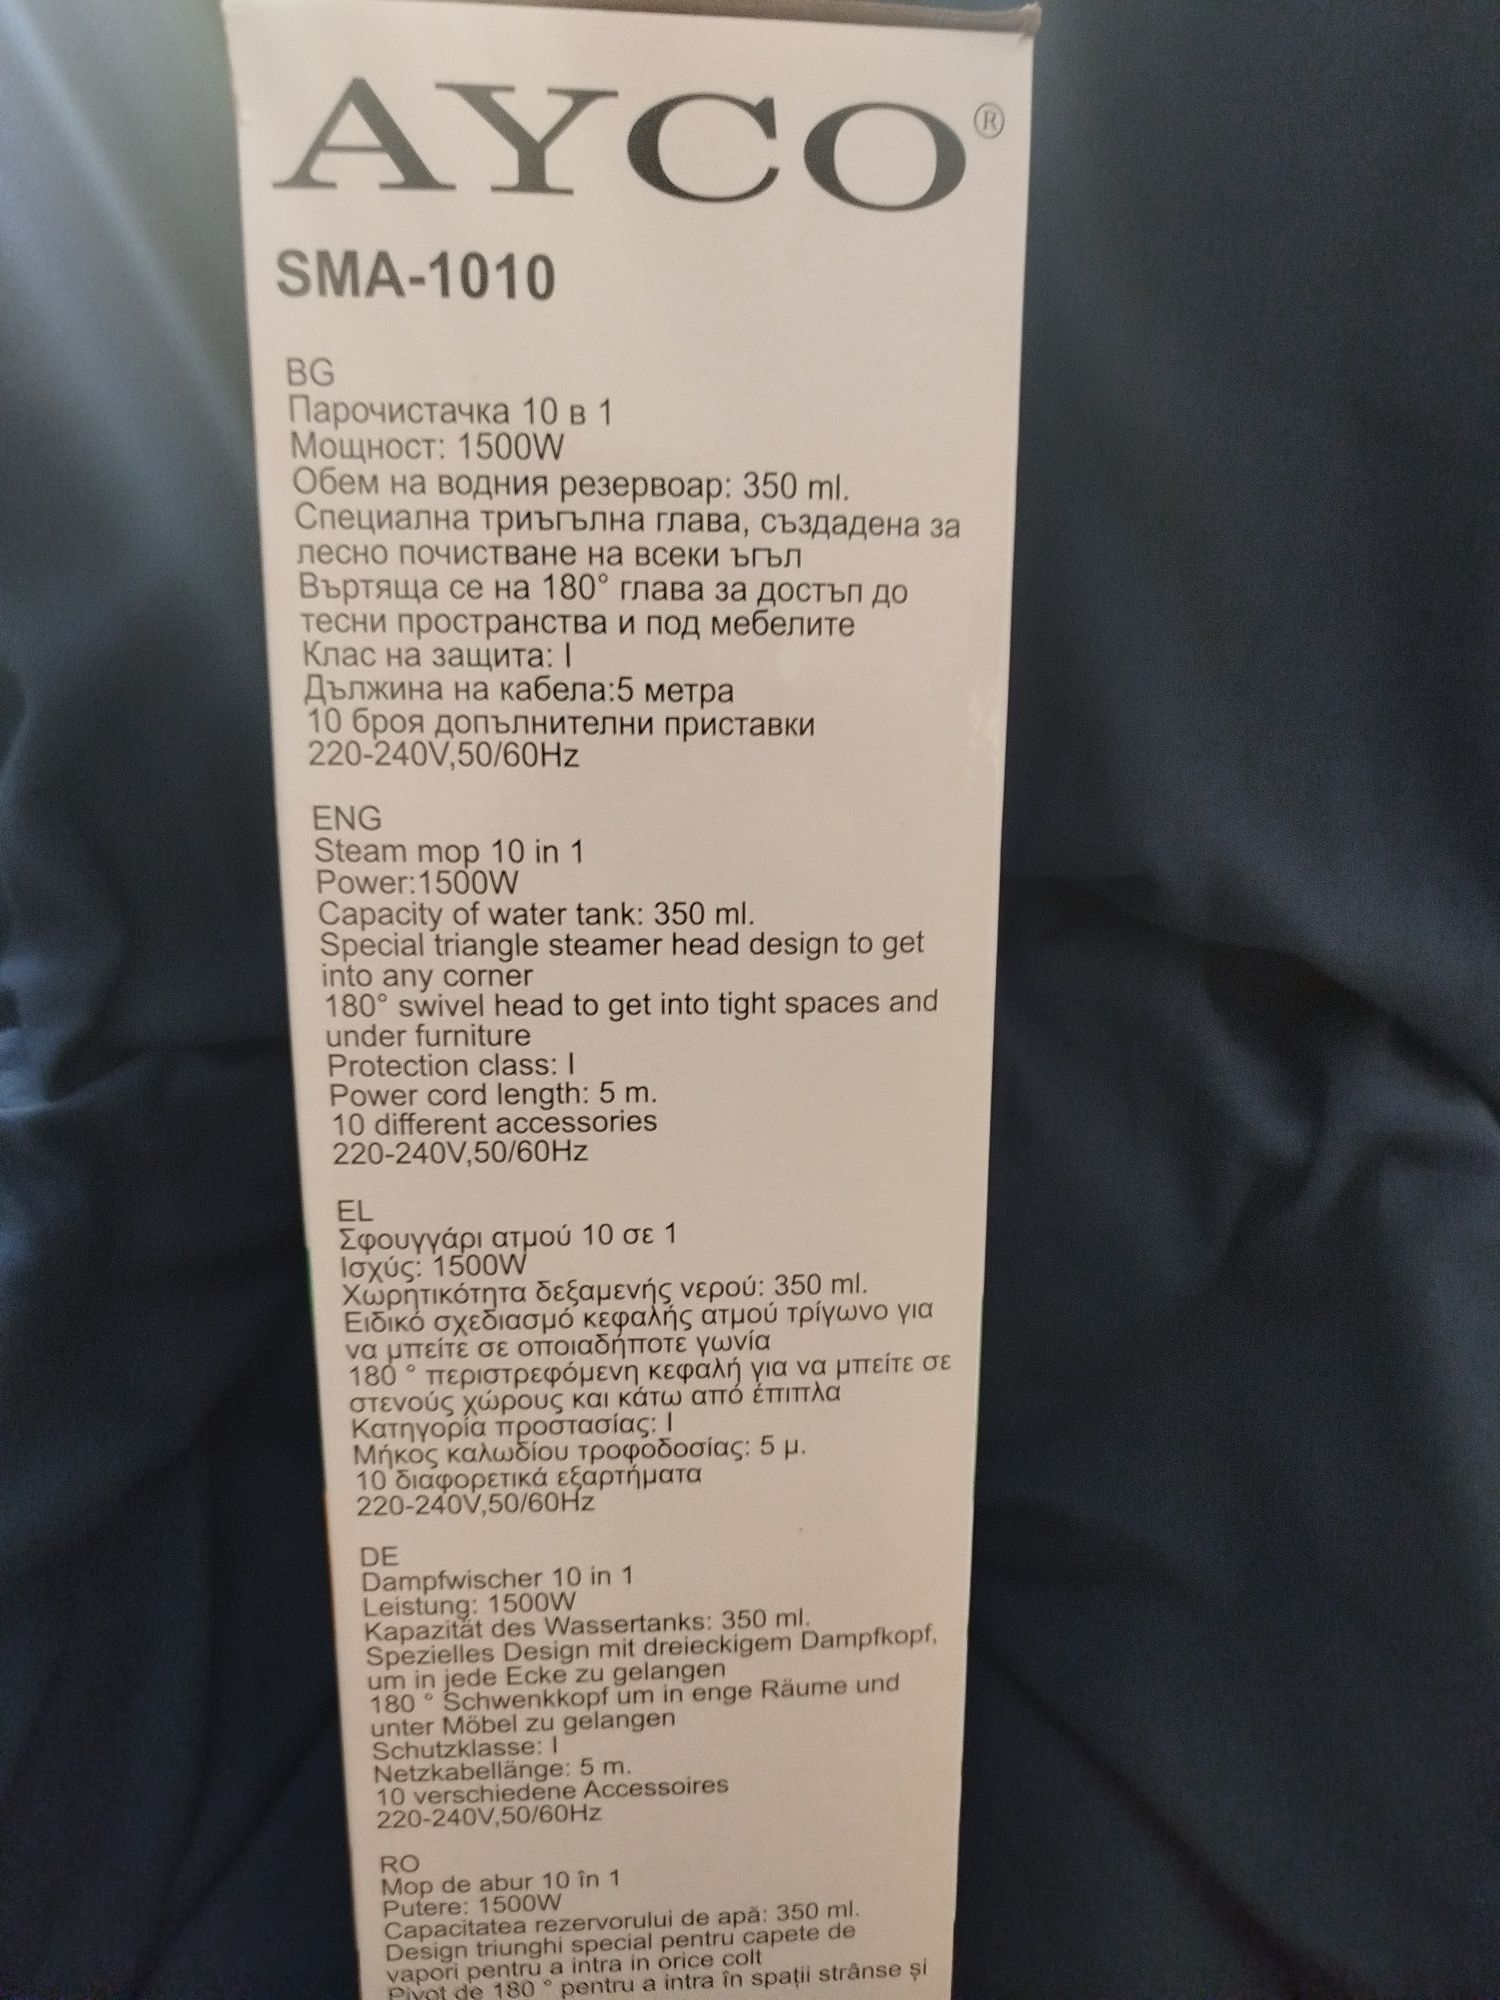 AYCO®
SMA-1010
BG
Парочистачка 10 в 1
Мощност: 1500W
Обем на водния резервоар: 350 ml.
Специална триъгълна глава, създадена за
лесно почистване на всеки ъгъл
Въртяща се на 180° глава за достъп до
тесни пространства и под мебелите
Клас на защита: I
Дължина на кабела:5 метра
10 броя допълнителни приставки
220-240V,50/60Hz
ENG
Steam mop 10 in 1
Power:1500W
Capacity of water tank: 350 ml.
Special triangle steamer head design to get
into any corner
180° swivel head to get into tight spaces and
under furniture
Protection class: I
Power cord length: 5 m.
10 different accessories
220-240V,50/60Hz
EL
Σφουγγάρι ατμού 10 σε 1
Ισχύς: 1500W
Χωρητικότητα δεξαμενής νερού: 350 ml.
Ειδικό σχεδιασμό κεφαλής ατμού τρίγωνο για
να μπείτε σε οποιαδήποτε γωνία
180 ° περιστρεφόμενη κεφαλή για να μπείτε σε
στενούς χώρους και κάτω από έπιπλα
Κατηγορία προστασίας: I
Μήκος καλωδίου τροφοδοσίας: 5 μ.
10 διαφορετικά εξαρτήματα
220-240V,50/60Hz
DE
Dampfwischer 10 in 1
Leistung: 1500W
Kapazität des Wassertanks: 350 ml.
Spezielles Design mit dreieckigem Dampfkopf,
um in jede Ecke zu gelangen
180 ° Schwenkkopf um in enge Räume und
unter Möbel zu gelangen
Schutzklasse: I
Netzkabellänge: 5 m.
10 verschiedene Accessoires
220-240V,50/60Hz
RO
Mop de abur 10 în 1
Putere: 1500W
Capacitatea rezervorului de apă: 350 ml.
Design triunghi special pentru capete de
vapori pentru a intra in orice colt
Pivot de 180 ° pentru a intra în spații strânse și